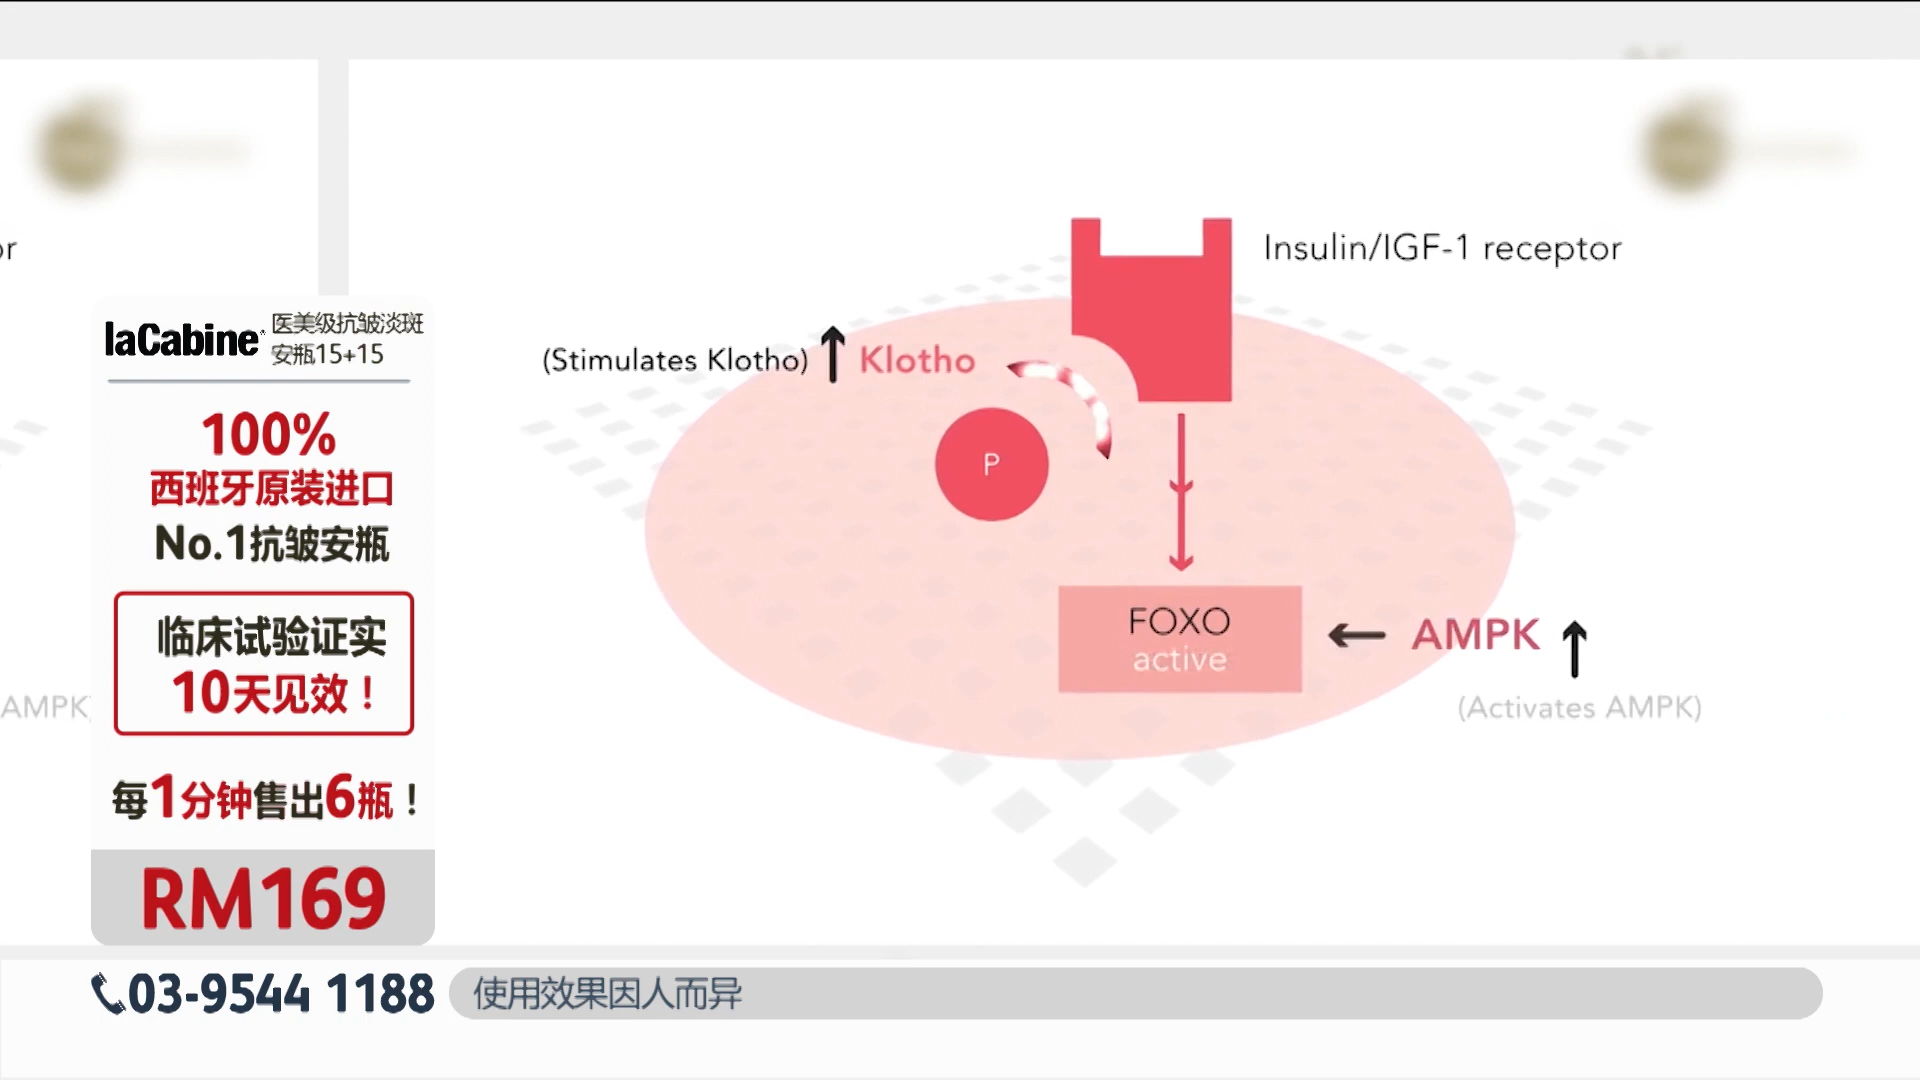 or
AMPK)
laCabine
医美级抗皱淡斑
安瓶15+15
100%
西班牙原装进口
No.1抗皱安瓶
临床试验证实
10天见效！
每1分钟售出6瓶！
RM169
Insulin/IGF-1 receptor
(Stimulates Klotho)
Klotho
P
FOXO
active
AMPK
(Activates AMPK)
03-9544 1188
使用效果因人而异